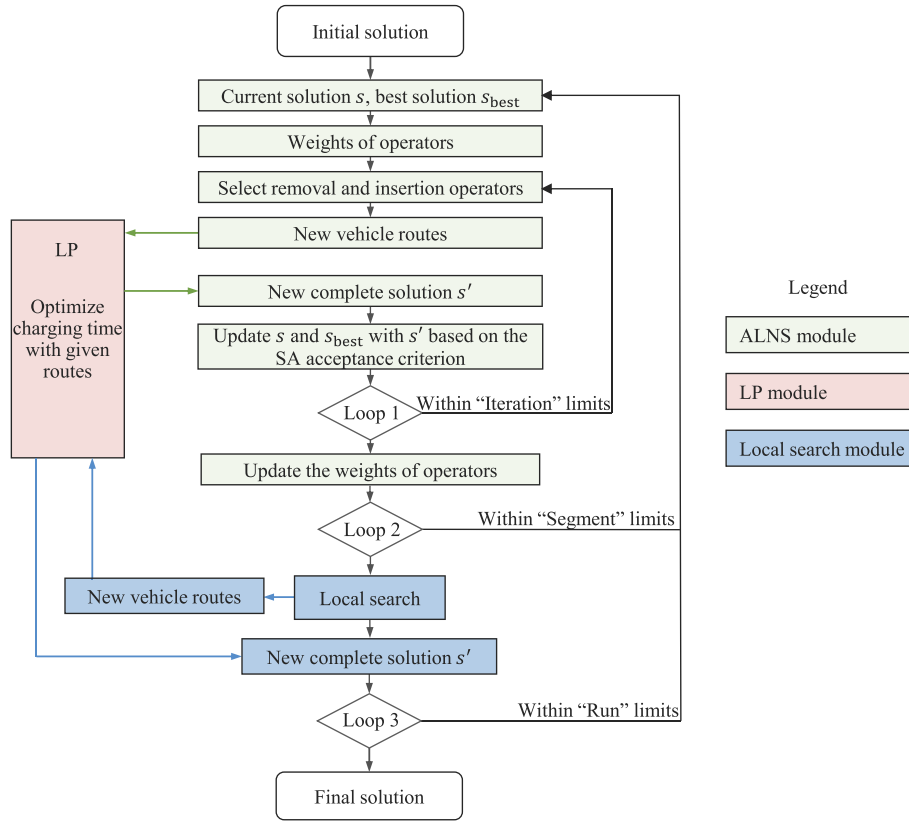 Initial solution
Current solution s, best solution s_best
Weights of operators
Select removal and insertion operators
New vehicle routes
LP
Optimize
charging time
with given
routes
New complete solution s′
Update s and s_best with s′ based on the
SA acceptance criterion
Loop 1
Within “Iteration” limits
Update the weights of operators
Loop 2
Within “Segment” limits
New vehicle routes
Local search
New complete solution s′
Loop 3
Within “Run” limits
Final solution
Legend
ALNS module
LP module
Local search module